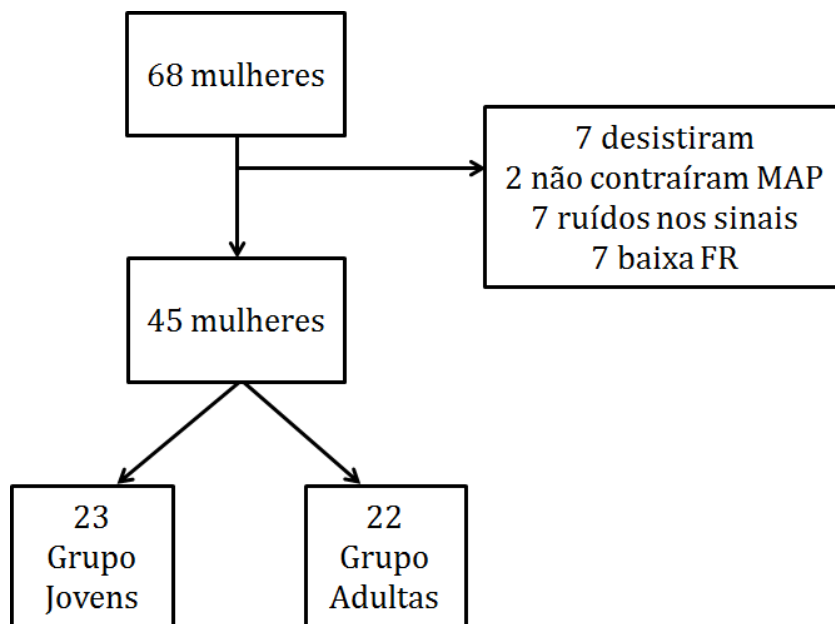 68 mulheres
7 desistiram
2 não contraíram MAP
7 ruídos nos sinais
7 baixa FR
45 mulheres
23
Grupo
Jovens
22
Grupo
Adultas